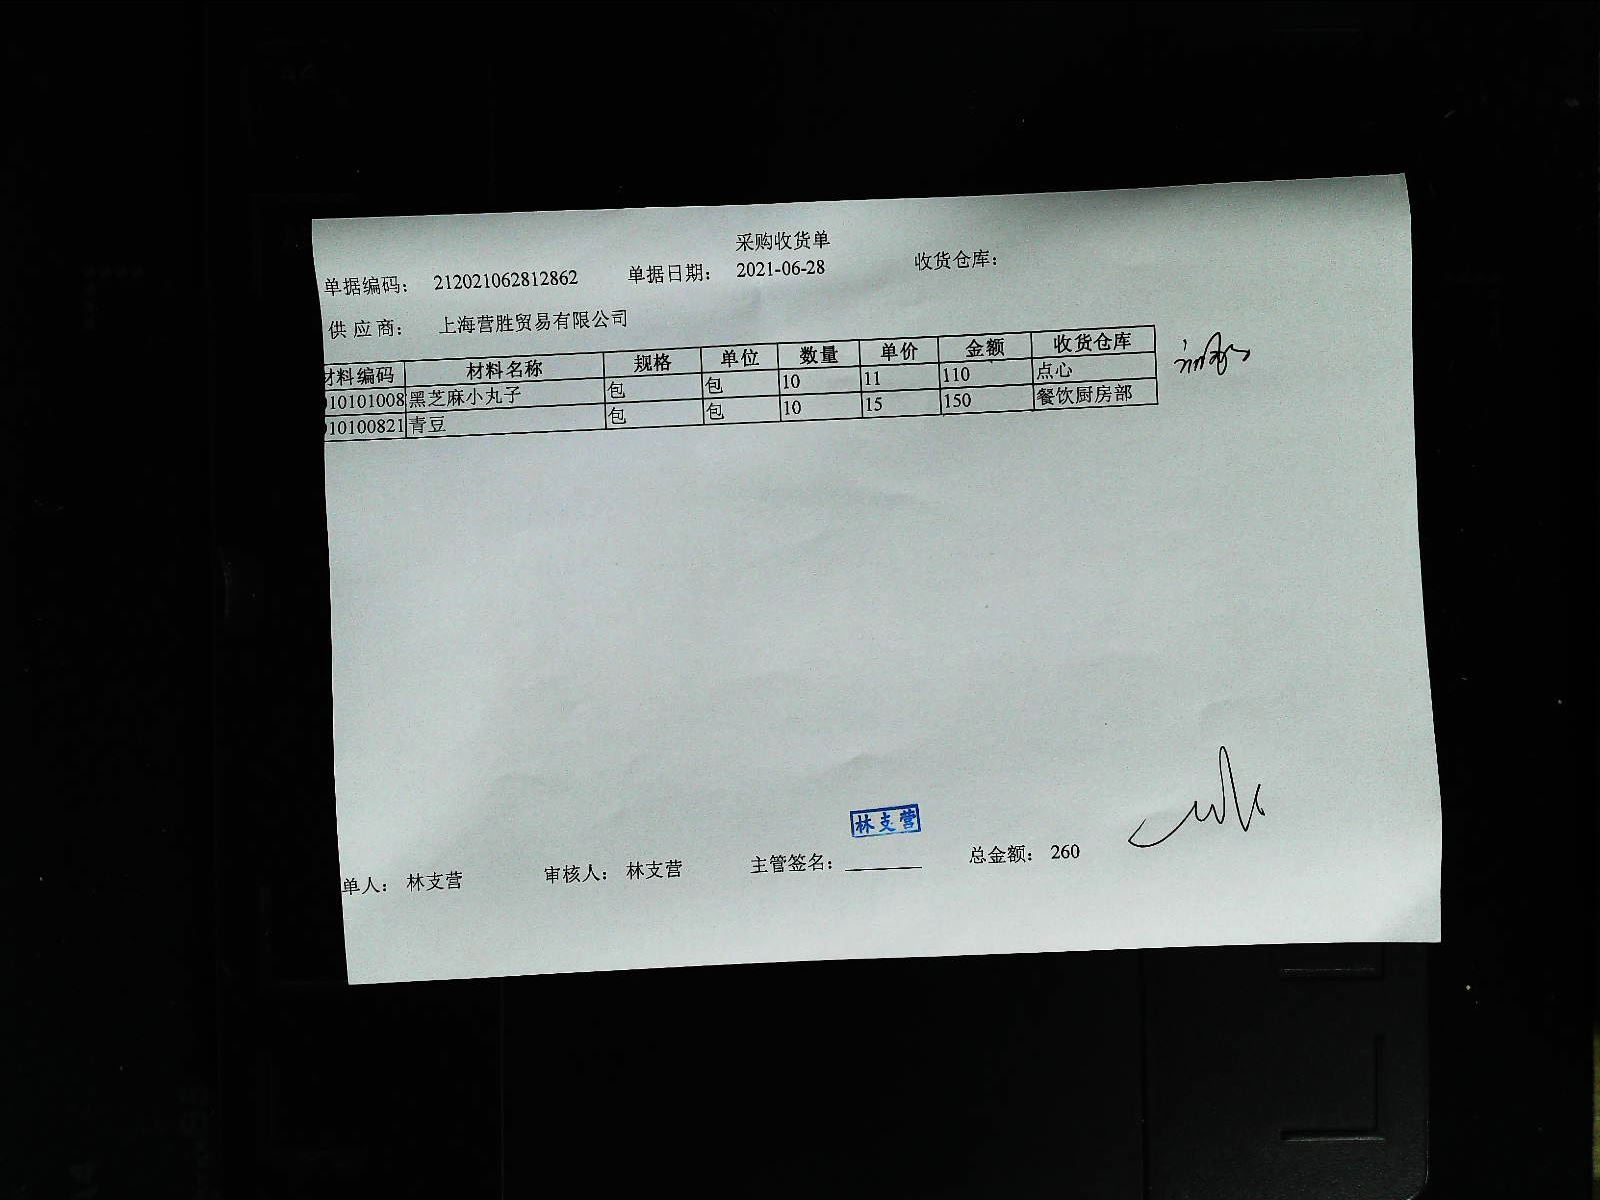 采购收货单
单据编码： 212021062812862 单据日期： 2021-06-28 收货仓库：
供应商： 上海营胜贸易有限公司
材料编码 材料名称 规格 单位 数量 单价 金额 收货仓库
010101008 黑芝麻小丸子 包 包 10 11 110 点心
010100821 青豆 包 包 10 15 150 餐饮厨房部
林支营
单人： 林支营 审核人： 林支营 主管签名： 总金额： 260